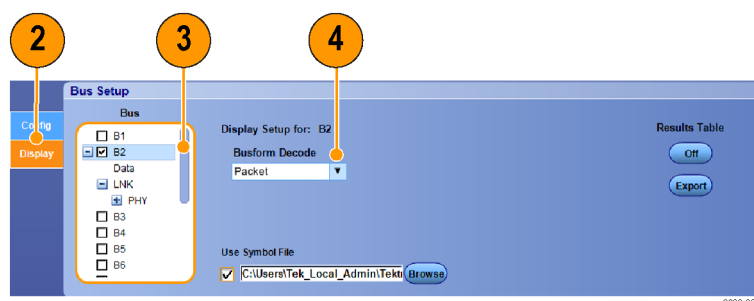 2
3
4
Bus Setup
Bus
Config
Display
B1
B2
Data
LNK
PHY
B3
B4
B5
B6
Display Setup for: B2
Busform Decode
Packet
Use Symbol File
C:\Users\Tek_Local_Admin\Tekt
Browse
Results Table
Off
Export